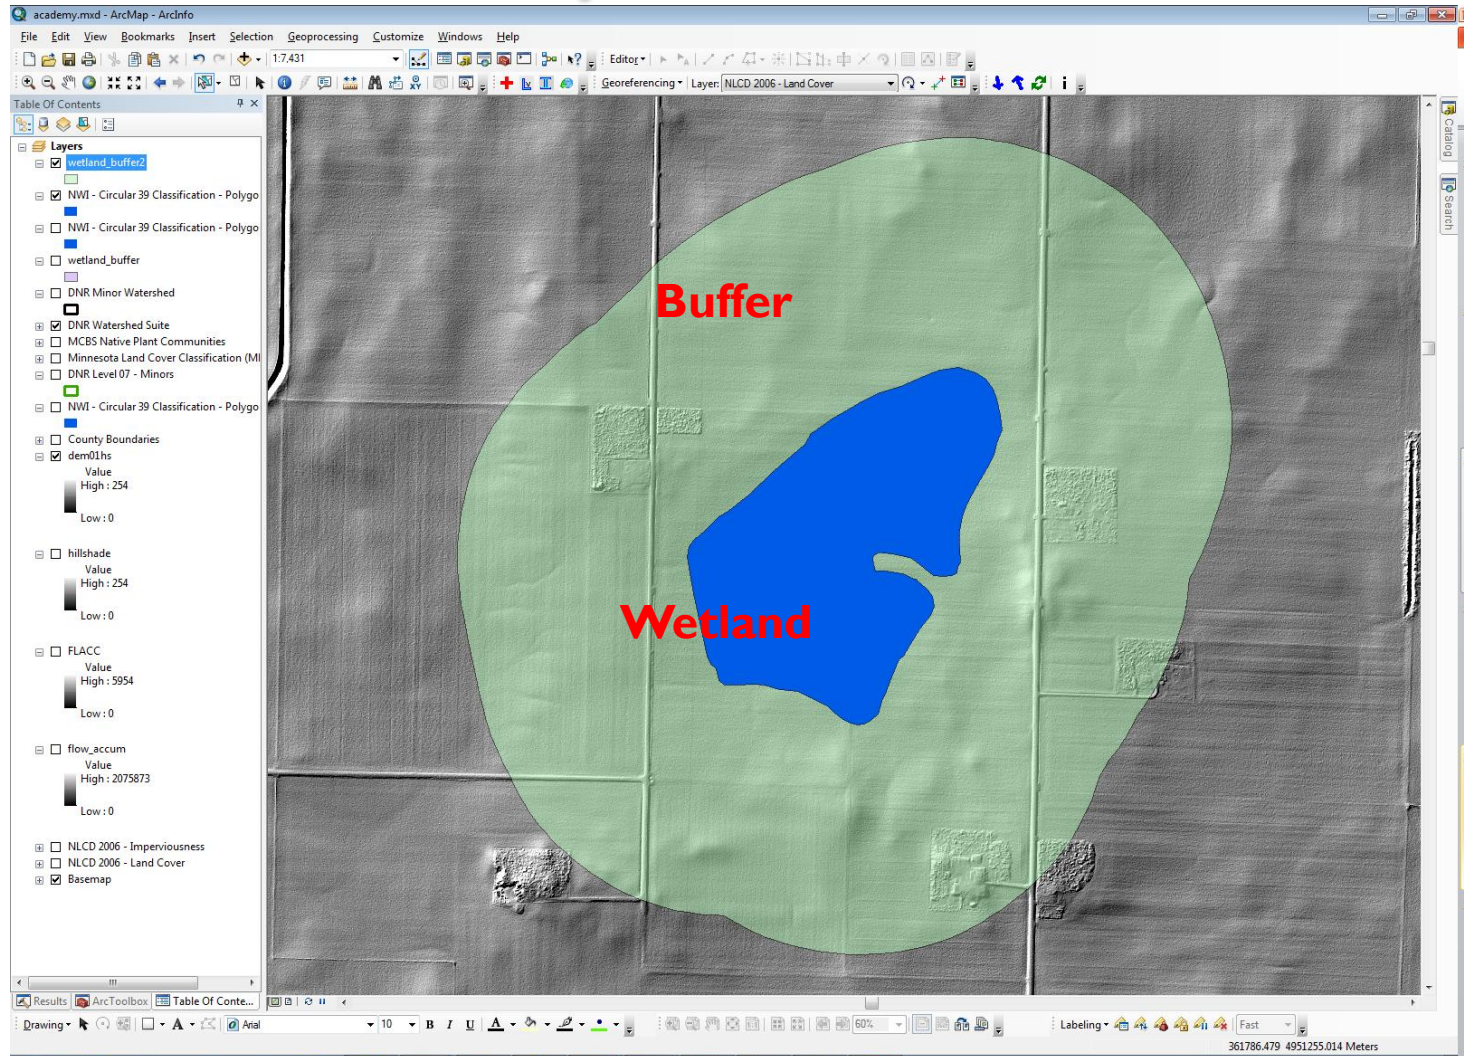 academy.mxd - ArcMap - ArcInfo
File Edit View Bookmarks Insert Selection Geoprocessing Customize Windows Help
1:7,431
Editor
Georeferencing Layer: NLCD 2006 - Land Cover
Table Of Contents
Layers
wetland_buffer2
NWI - Circular 39 Classification - Polygo
NWI - Circular 39 Classification - Polygo
wetland_buffer
DNR Minor Watershed
DNR Watershed Suite
MCBS Native Plant Communities
Minnesota Land Cover Classification (MI
DNR Level 07 - Minors
NWI - Circular 39 Classification - Polygo
County Boundaries
dem01hs
Value
High : 254
Low : 0
hillshade
Value
High : 254
Low : 0
FLACC
Value
High : 5954
Low : 0
flow_accum
Value
High : 2075873
Low : 0
NLCD 2006 - Imperviousness
NLCD 2006 - Land Cover
Basemap
Buffer
Wetland
Catalog
Search
Results ArcToolbox Table Of Conte...
Drawing A Arial 10 B I U A 60% Labeling Fast
361786.479 4951255.014 Meters